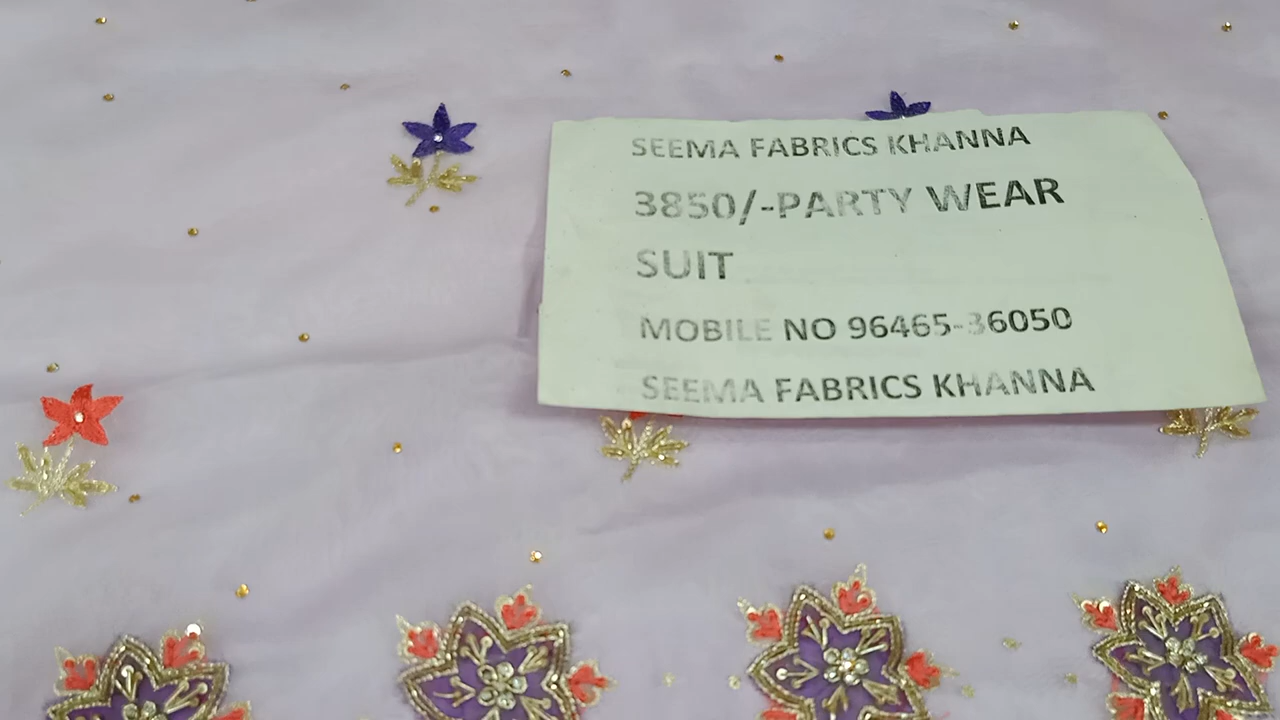 SEEMA FABRICS KHANNA
3850/-PARTY WEAR
SUIT
MOBILE NO 96465-36050
SEEMA FABRICS KHANNA